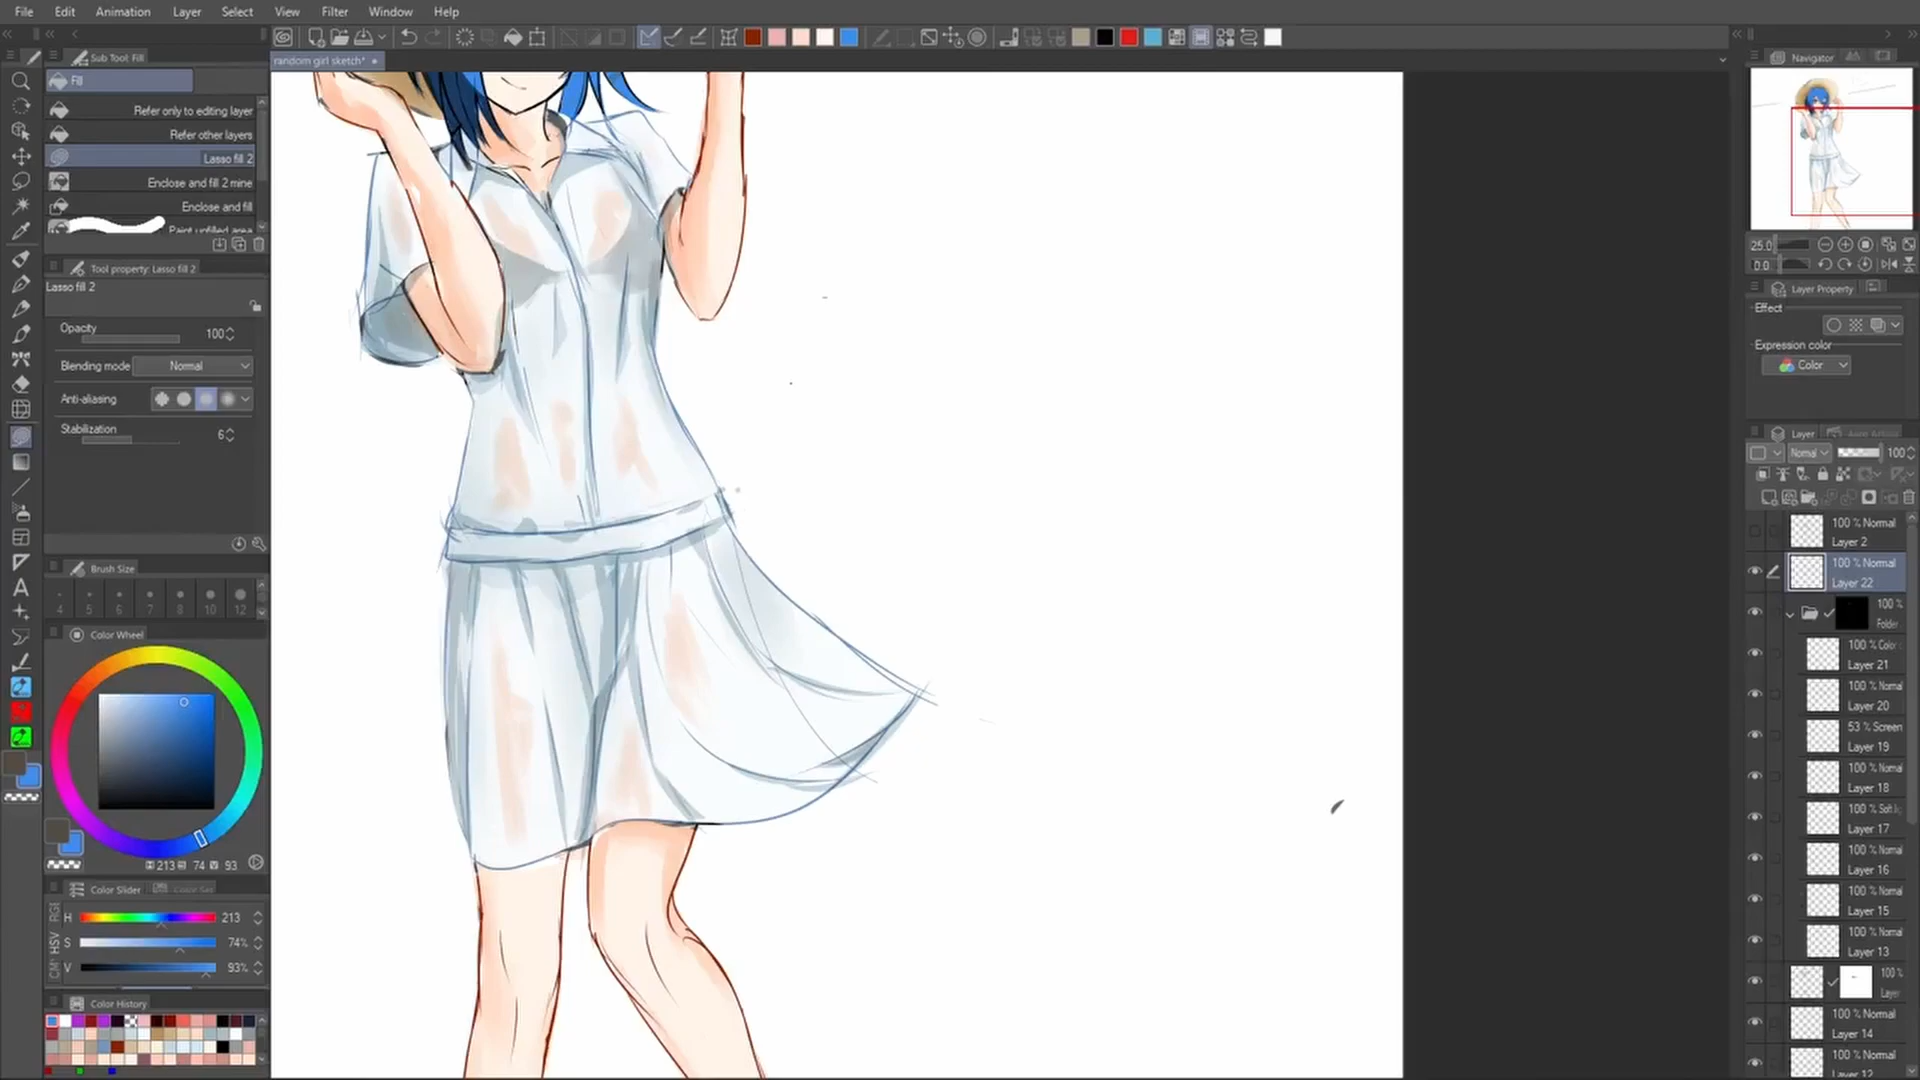 File Edit Animation Layer Select View Filter Window Help
Sub Tool: Fill
Fill
Refer only to editing layer
Refer other layers
Lasso fill 2
Enclose and fill 2 mine
Enclose and fill
Paint unfilled area
Tool property: Lasso fill 2
Lasso fill 2
Opacity 100
Blending mode Normal
Anti-aliasing
Stabilization 6
Brush Size
4 5 6 7 8 10 12
Color Wheel
213 74 93
Color Slider
H 213
S 74%
V 93%
Color History
random girl sketch*
Navigator
25.0
0.0
Layer Property
Effect
Expression color
Color
Layer
Normal 100
100 % Normal
Layer 2
100 % Normal
Layer 22
100 %
Folder
100 % Color
Layer 21
100 % Normal
Layer 20
53 % Screen
Layer 19
100 % Normal
Layer 18
100 % Soft
Layer 17
100 % Normal
Layer 16
100 % Normal
Layer 15
100 % Normal
Layer 13
100 %
Layer
100 % Normal
Layer 14
100 % Normal
Layer 12